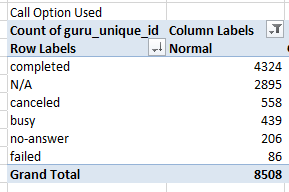 Call Option Used
Count of guru_unique_id Column Labels
Row Labels Normal
completed 4324
N/A 2895
canceled 558
busy 439
no-answer 206
failed 86
Grand Total 8508